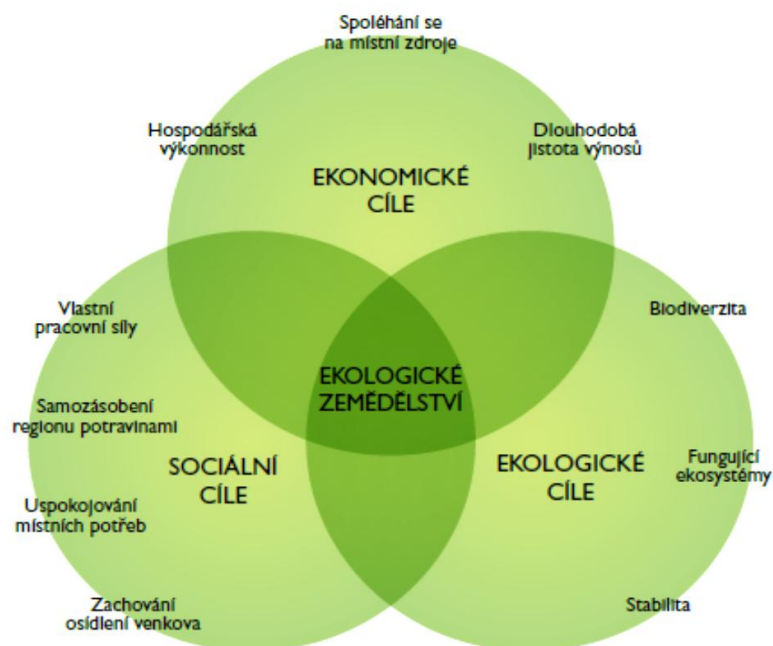 Spoléhání se
na místní zdroje
Hospodářská
výkonnost
Dlouhodobá
jistota výnosů
EKONOMICKÉ
CÍLE
Vlastní
pracovní síly
Biodiverzita
EKOLOGICKÉ
ZEMĚDĚLSTVÍ
Samozásobení
regionu potravinami
SOCIÁLNÍ
CÍLE
EKOLOGICKÉ
CÍLE
Fungující
ekosystémy
Uspokojování
místních potřeb
Zachování
osídlení venkova
Stabilita